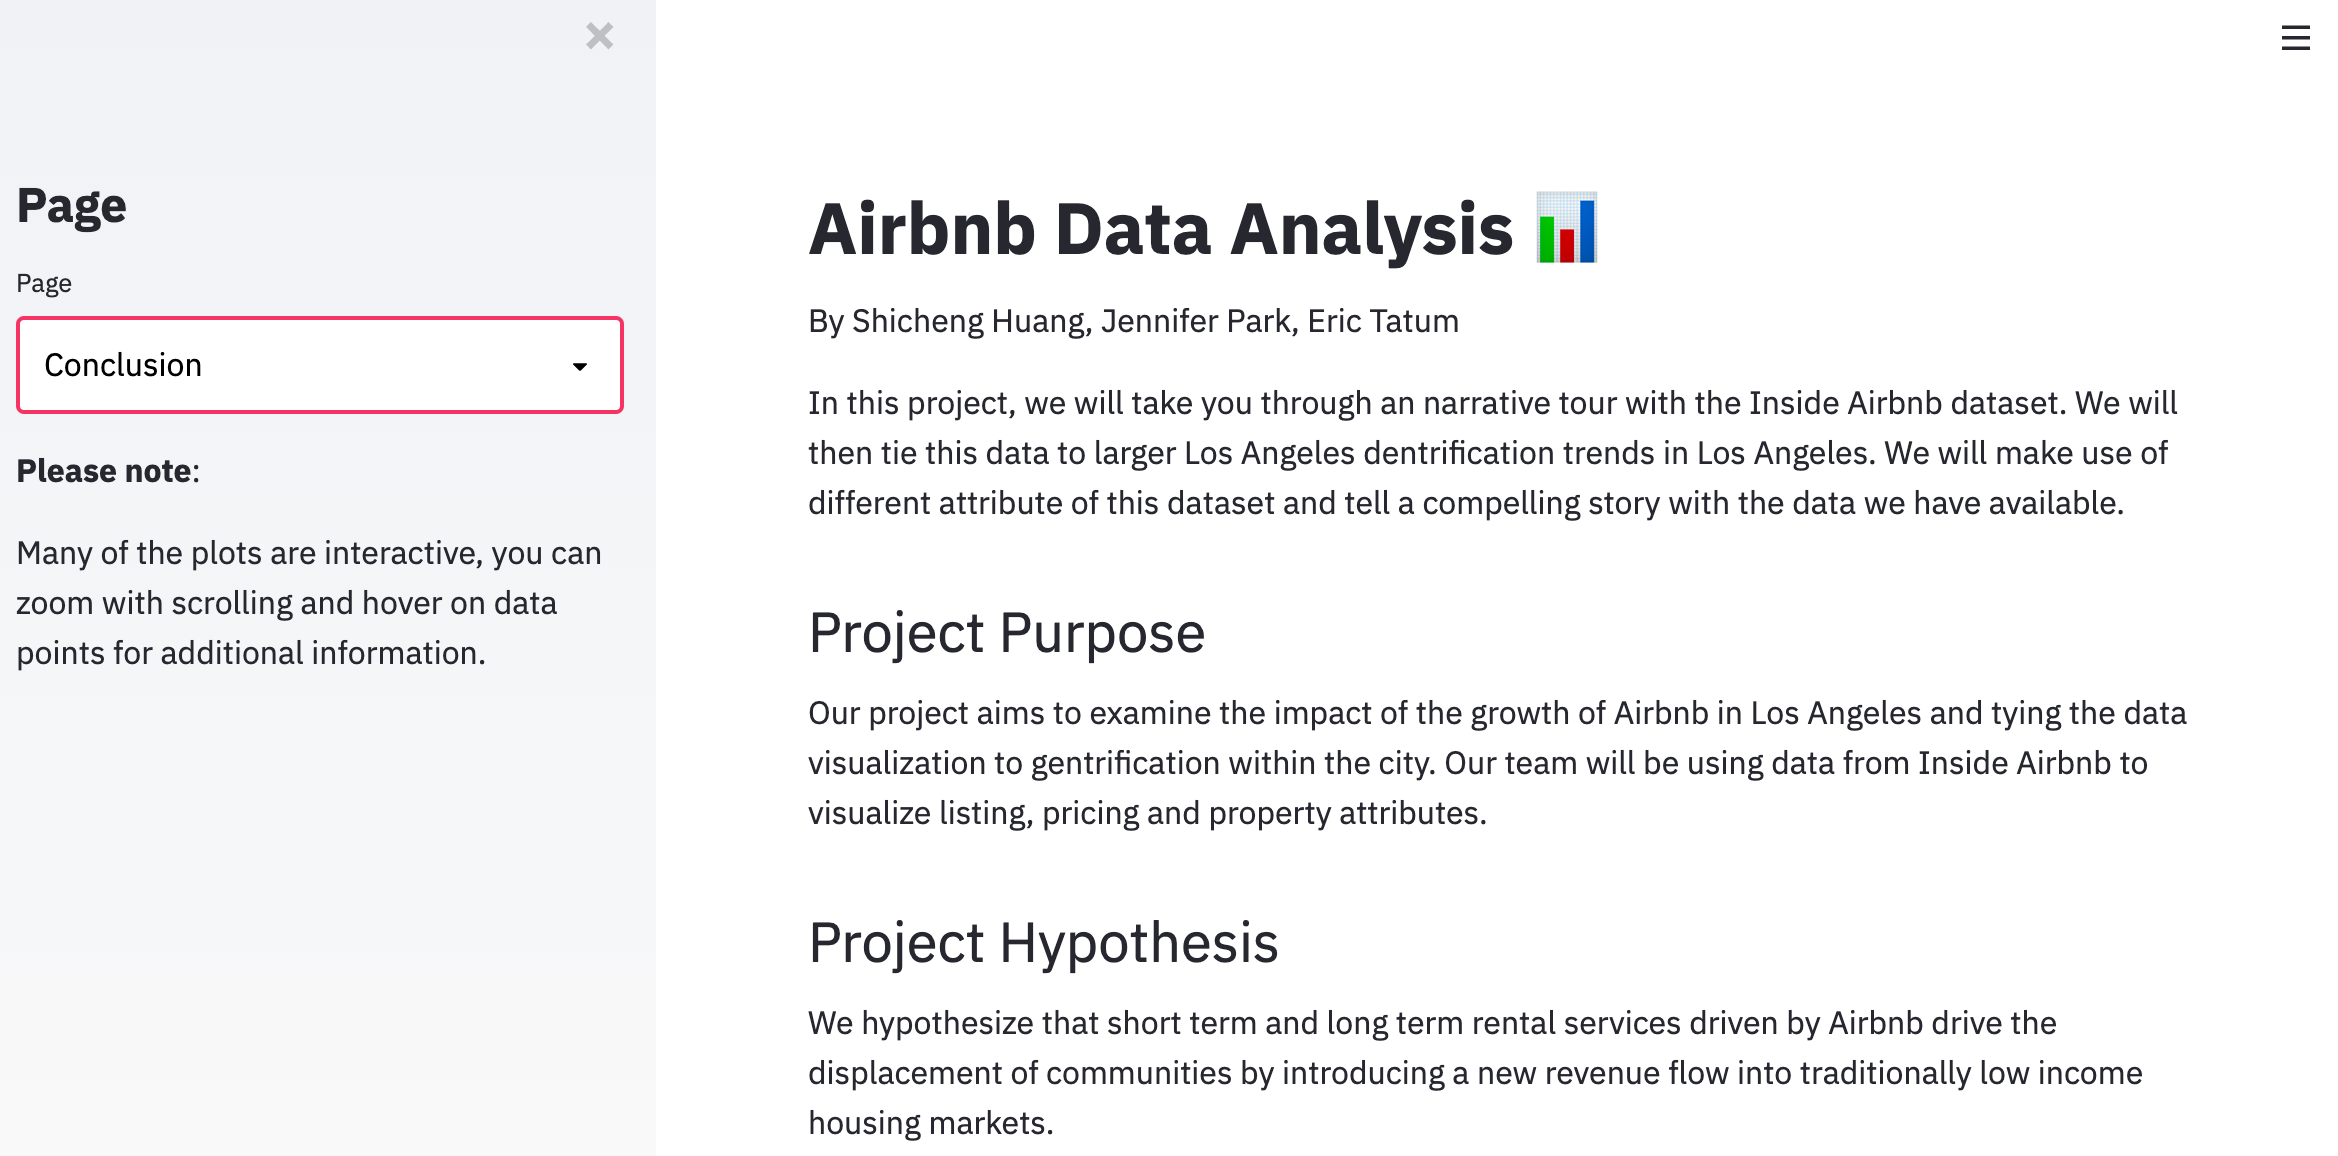 Page
Page
Conclusion
Please note:
Many of the plots are interactive, you can
zoom with scrolling and hover on data
points for additional information.
Airbnb Data Analysis
By Shicheng Huang, Jennifer Park, Eric Tatum
In this project, we will take you through an narrative tour with the Inside Airbnb dataset. We will
then tie this data to larger Los Angeles dentrification trends in Los Angeles. We will make use of
different attribute of this dataset and tell a compelling story with the data we have available.
Project Purpose
Our project aims to examine the impact of the growth of Airbnb in Los Angeles and tying the data
visualization to gentrification within the city. Our team will be using data from Inside Airbnb to
visualize listing, pricing and property attributes.
Project Hypothesis
We hypothesize that short term and long term rental services driven by Airbnb drive the
displacement of communities by introducing a new revenue flow into traditionally low income
housing markets.